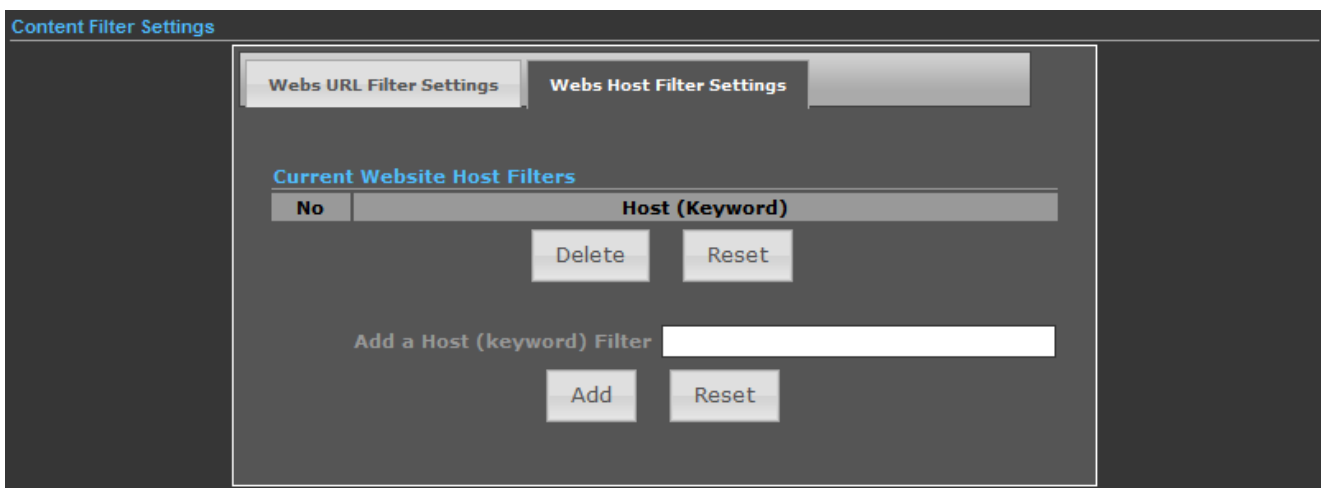 Content Filter Settings
Webs URL Filter Settings Webs Host Filter Settings
Current Website Host Filters
No Host (Keyword)
Delete Reset
Add a Host (keyword) Filter
Add Reset